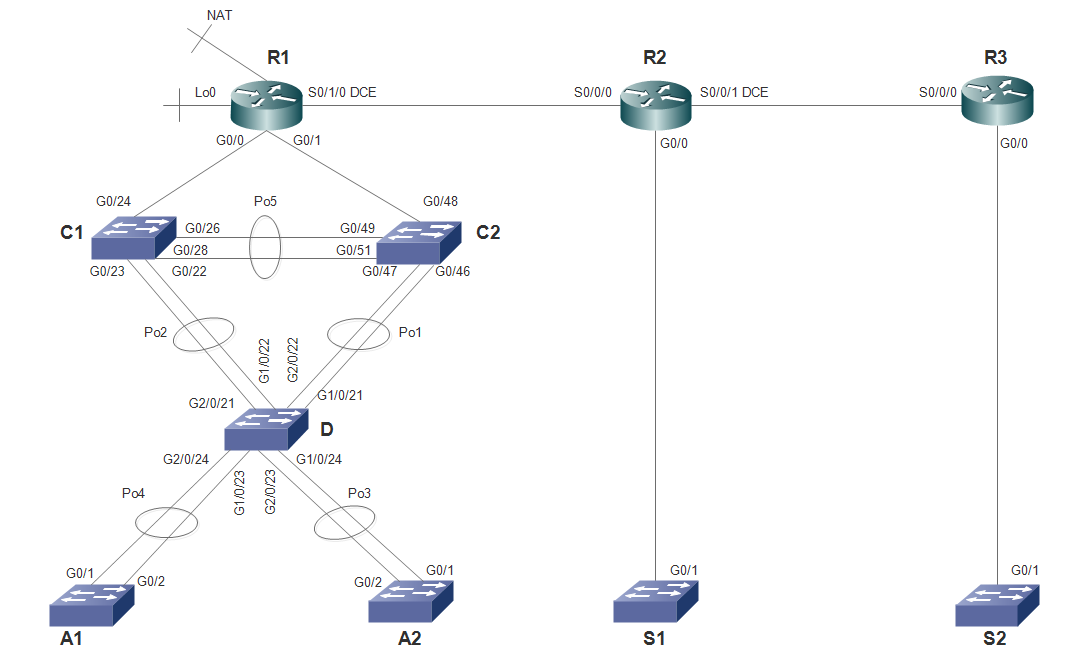 NAT
R1
R2
R3
Lo0
S0/1/0 DCE
S0/0/0
S0/0/1 DCE
S0/0/0
G0/0
G0/1
G0/0
G0/0
G0/24
Po5
G0/48
C1
G0/26
G0/49
C2
G0/28
G0/51
G0/23
G0/22
G0/47
G0/46
Po2
G1/0/22
G2/0/22
Po1
G2/0/21
G1/0/21
D
G2/0/24
G1/0/23
G2/0/23
G1/0/24
Po4
Po3
G0/1
G0/2
G0/2
G0/1
G0/1
G0/1
A1
A2
S1
S2